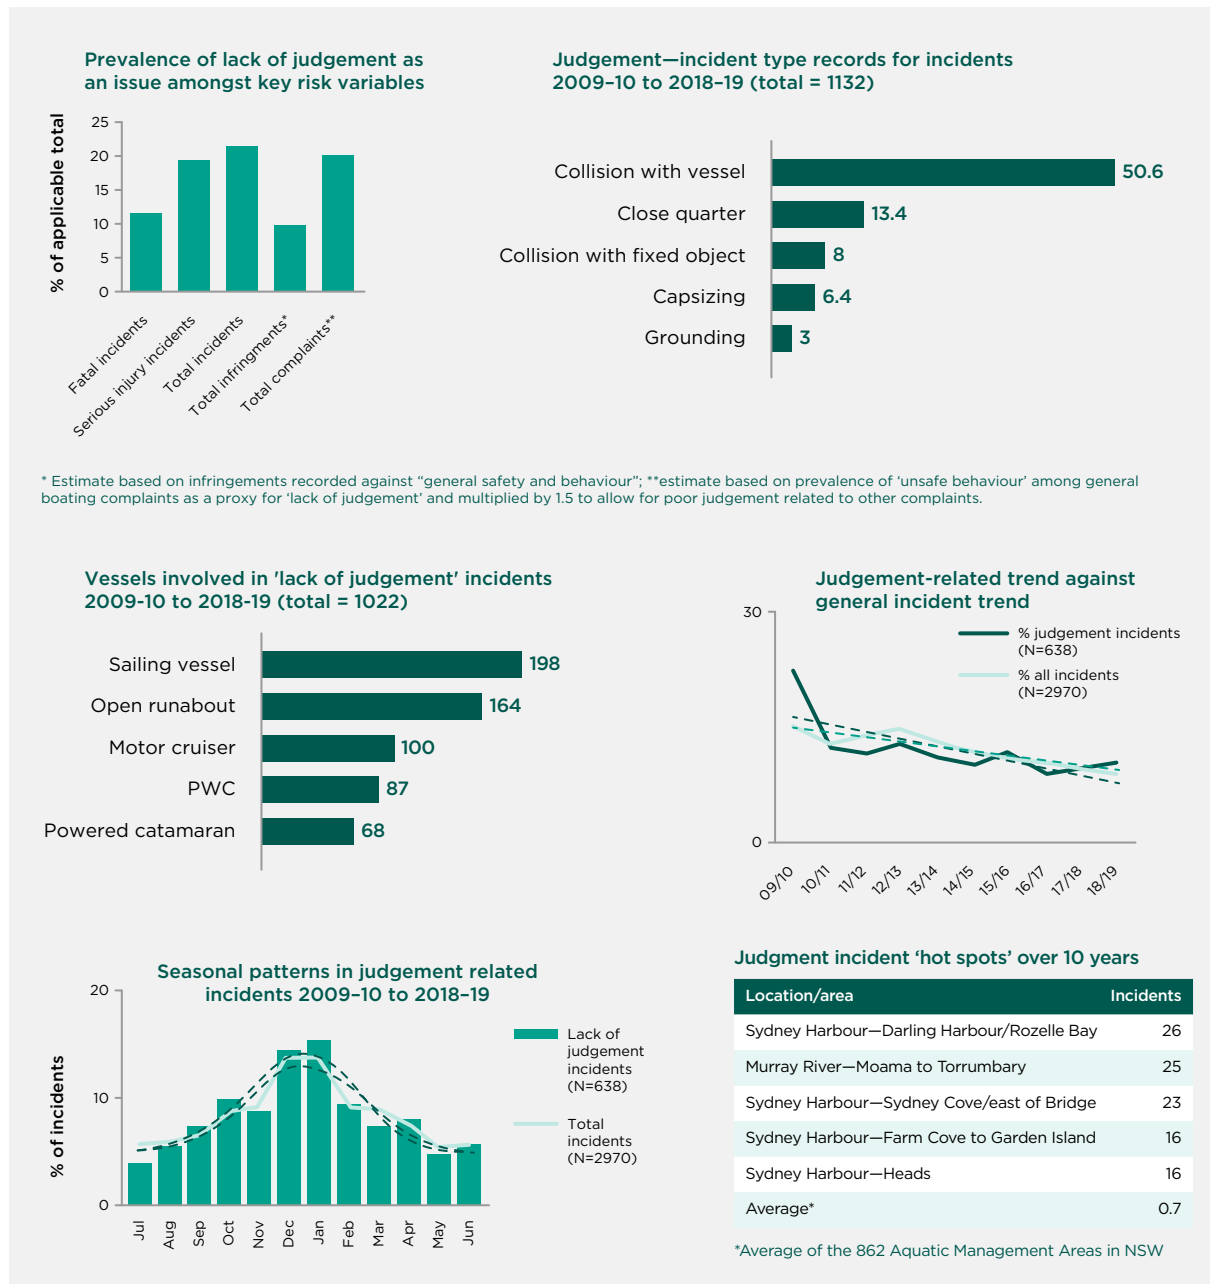 Prevalence of lack of judgement as
an issue amongst key risk variables
% of applicable total
25
20
15
10
5
0
Fatal incidents
Serious injury incidents
Total incidents
Total infringments*
Total complaints**
Judgement—incident type records for incidents
2009–10 to 2018–19 (total = 1132)
Collision with vessel 50.6
Close quarter 13.4
Collision with fixed object 8
Capsizing 6.4
Grounding 3
* Estimate based on infringements recorded against “general safety and behaviour”; **estimate based on prevalence of ‘unsafe behaviour’ among general
boating complaints as a proxy for ‘lack of judgement’ and multiplied by 1.5 to allow for poor judgement related to other complaints.
Vessels involved in 'lack of judgement' incidents
2009-10 to 2018-19 (total = 1022)
Sailing vessel 198
Open runabout 164
Motor cruiser 100
PWC 87
Powered catamaran 68
Judgement-related trend against
general incident trend
30
0
% judgement incidents
(N=638)
% all incidents
(N=2970)
09/10
10/11
11/12
12/13
13/14
14/15
15/16
16/17
17/18
18/19
Seasonal patterns in judgement related
incidents 2009–10 to 2018–19
% of incidents
20
10
0
Jul
Aug
Sep
Oct
Nov
Dec
Jan
Feb
Mar
Apr
May
Jun
Lack of
judgement
incidents
(N=638)
Total
incidents
(N=2970)
Judgment incident ‘hot spots’ over 10 years
Location/area Incidents
Sydney Harbour—Darling Harbour/Rozelle Bay 26
Murray River—Moama to Torrumbary 25
Sydney Harbour—Sydney Cove/east of Bridge 23
Sydney Harbour—Farm Cove to Garden Island 16
Sydney Harbour—Heads 16
Average* 0.7
*Average of the 862 Aquatic Management Areas in NSW